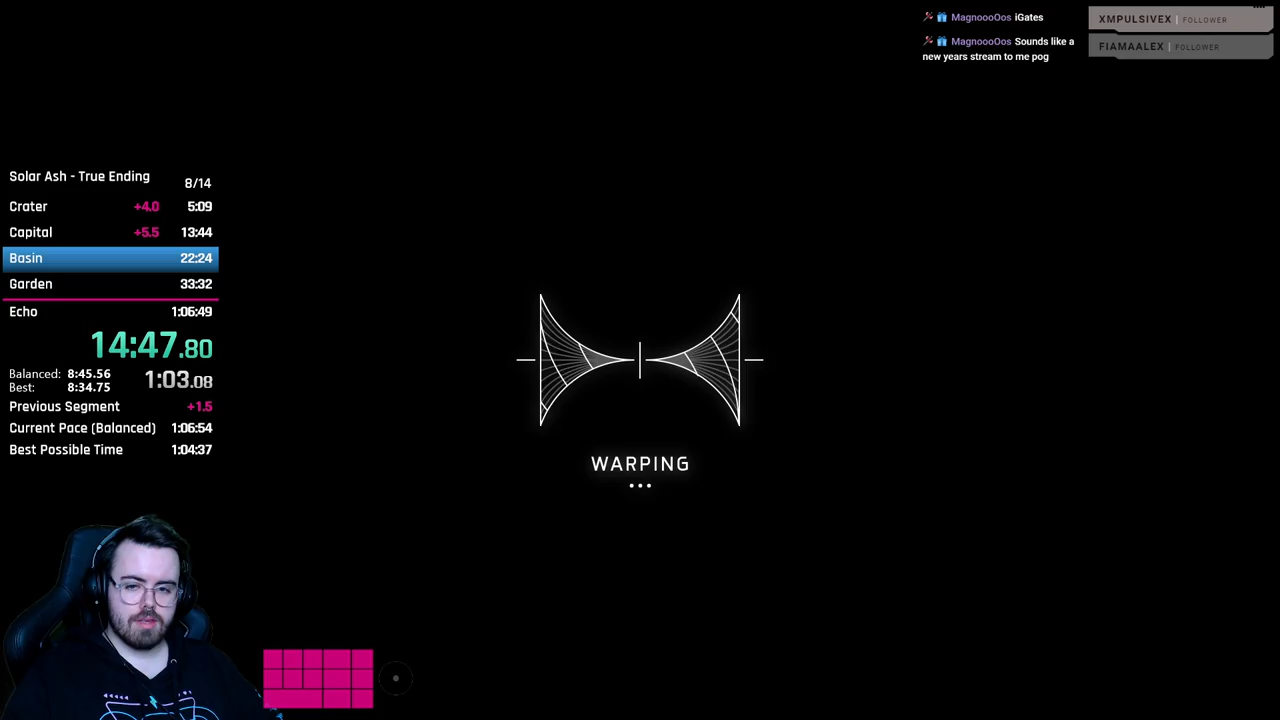 MagnoooOos iGates
MagnoooOos Sounds like a
new years stream to me pog
XMPULSIVEX | FOLLOWER
FIAMAALEX | FOLLOWER
Solar Ash - True Ending
8/14
Crater +4.0 5:09
Capital +5.5 13:44
Basin 22:24
Garden 33:32
Echo 1:06:49
14:47.80
Balanced: 8:45.56
Best: 8:34.75
1:03.08
Previous Segment +1.5
Current Pace (Balanced) 1:06:54
Best Possible Time 1:04:37
WARPING
...